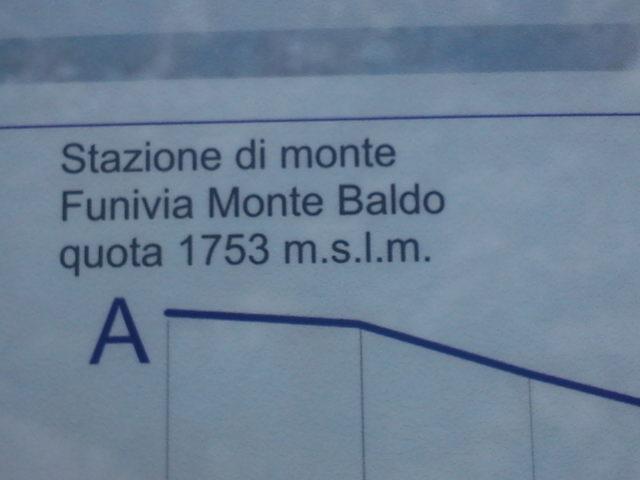 Stazione di monte
Funivia Monte Baldo
quota 1753 m.s.l.m.
A